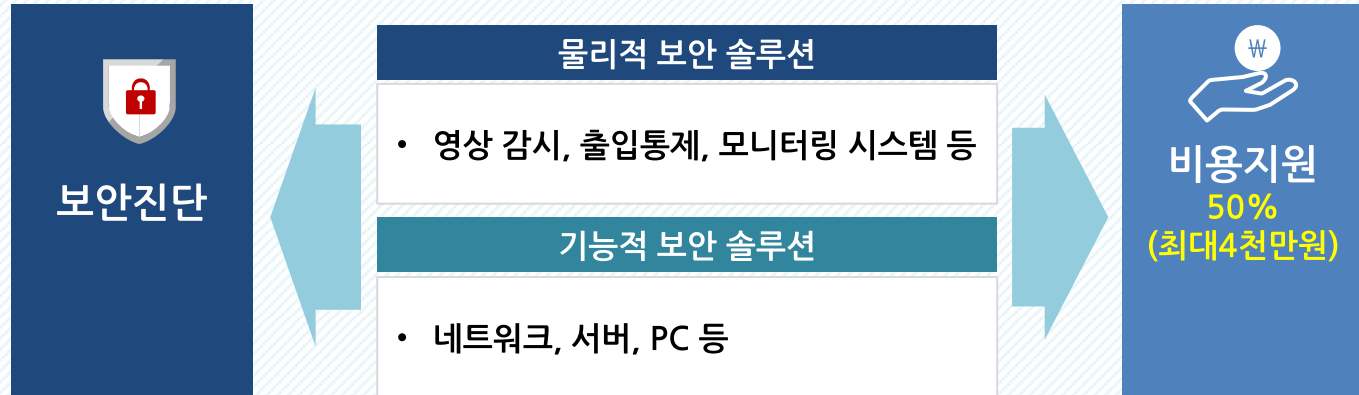 보안진단
물리적 보안 솔루션
• 영상 감시, 출입통제, 모니터링 시스템 등
기능적 보안 솔루션
• 네트워크, 서버, PC 등
₩
비용지원
50%
(최대4천만원)